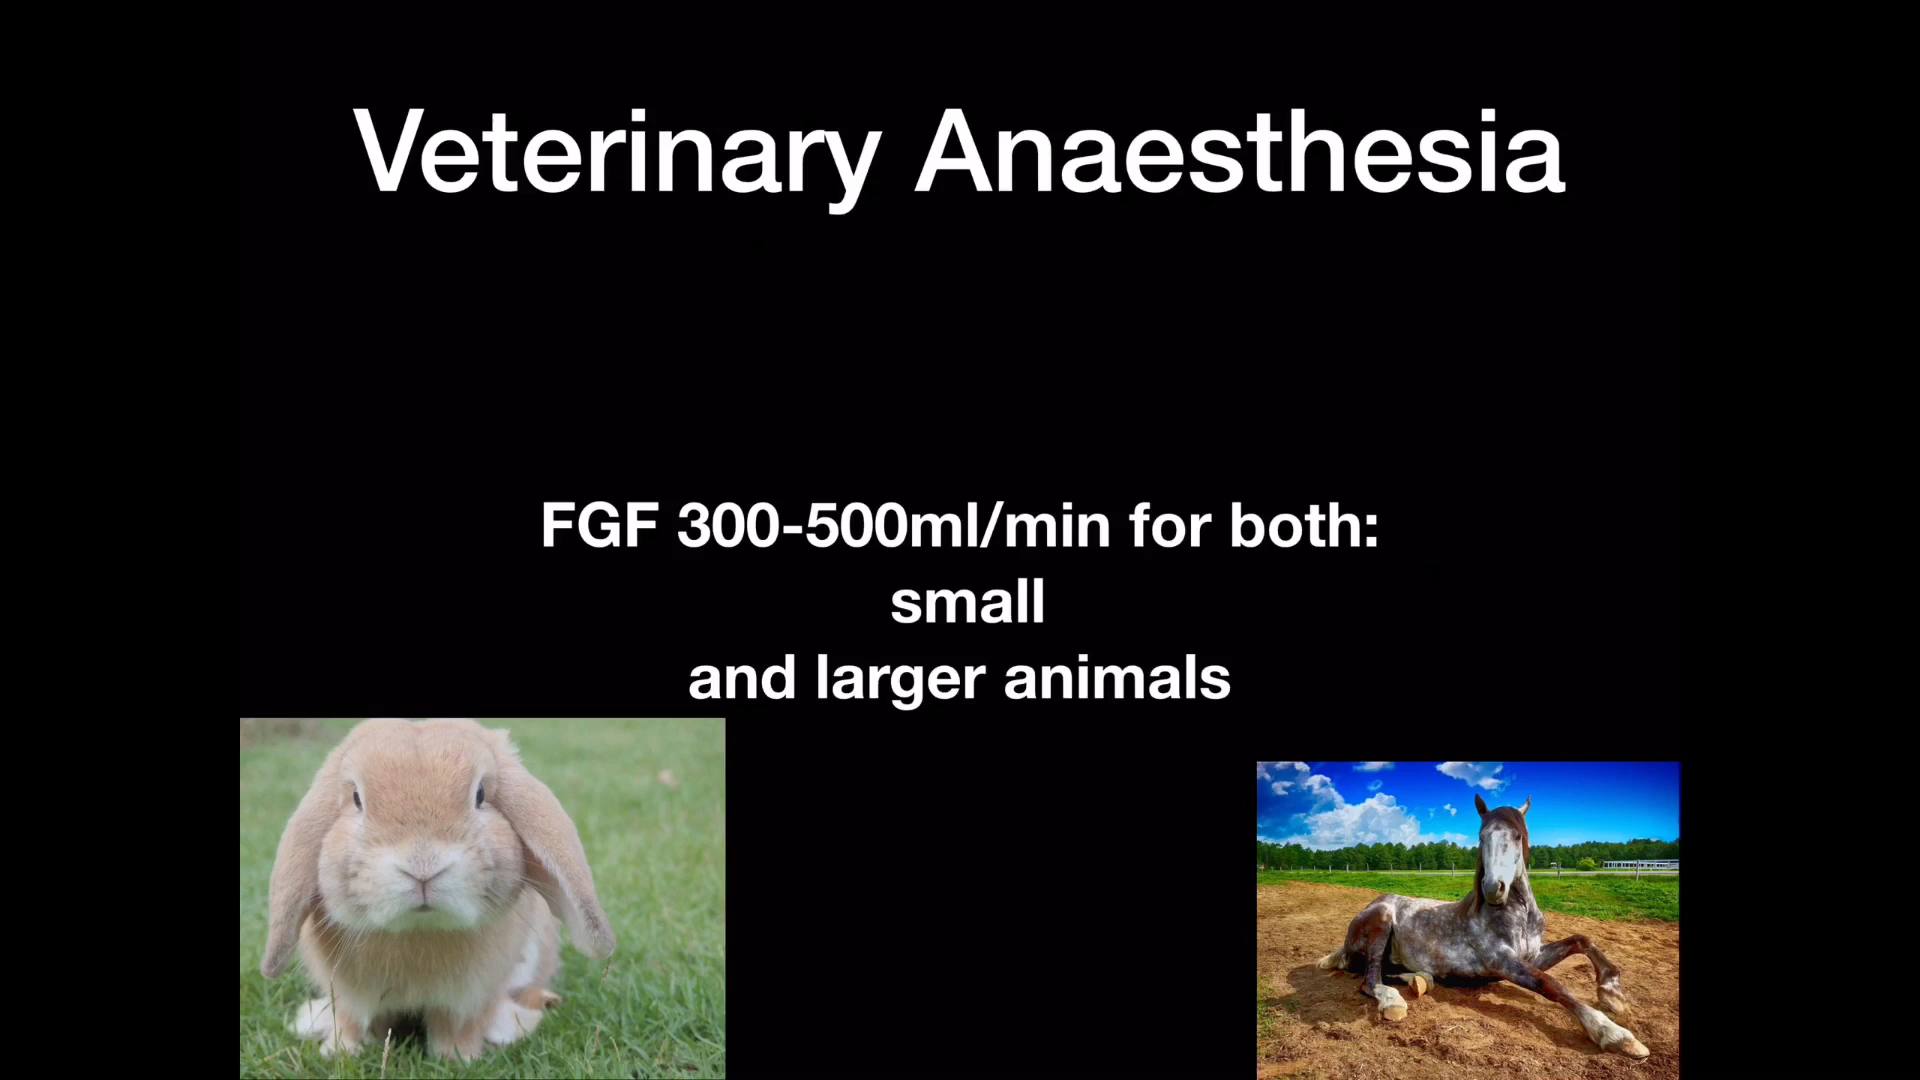 Veterinary Anaesthesia
FGF 300-500ml/min for both:
small
and larger animals